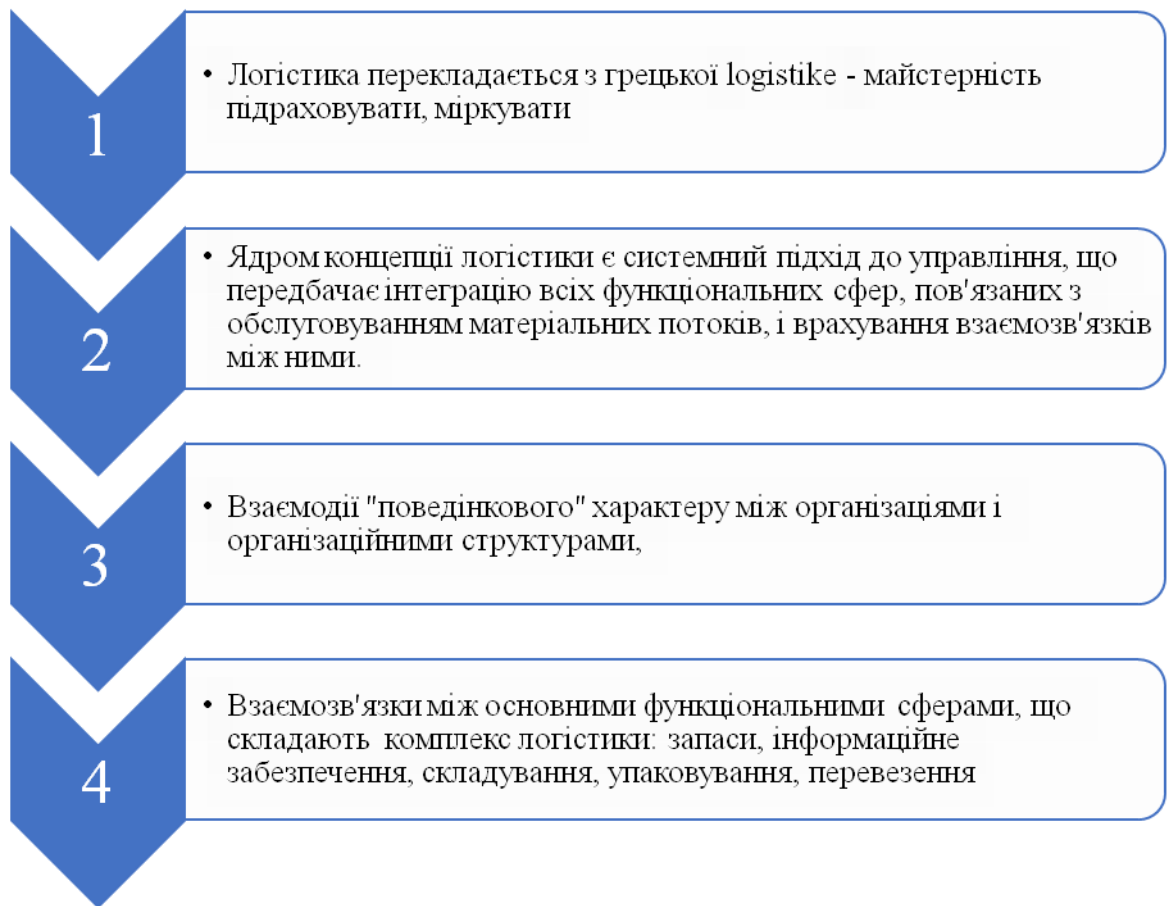 1
• Логістика перекладається з грецької logistike - майстерність
підраховувати, міркувати
2
• Ядром концепції логістики є системний підхід до управління, що
передбачає інтеграцію всіх функціональних сфер, пов'язаних з
обслуговуванням матеріальних потоків, і врахування взаємозв'язків
між ними.
3
• Взаємодії "поведінкового" характеру між організаціями і
організаційними структурами,
4
• Взаємозв'язки між основними функціональними сферами, що
складають комплекс логістики: запаси, інформаційне
забезпечення, складування, упаковування, перевезення